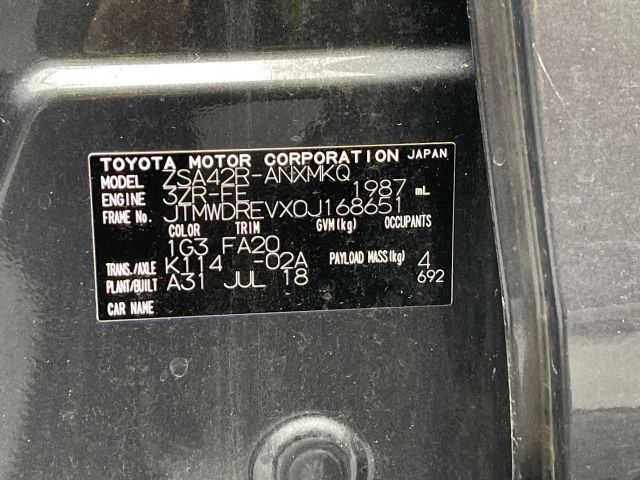 TOYOTA MOTOR CORPORATION JAPAN
MODEL ZSA42R-ANXMKQ
ENGINE 3ZR-FE 1987 mL
FRAME No. JTMWDREVX0J168651
COLOR TRIM GVM(kg) OCCUPANTS
1G3 FA20
TRANS./AXLE K114 -02A PAYLOAD MASS(kg) 4
PLANT/BUILT A31 JUL 18 692
CAR NAME